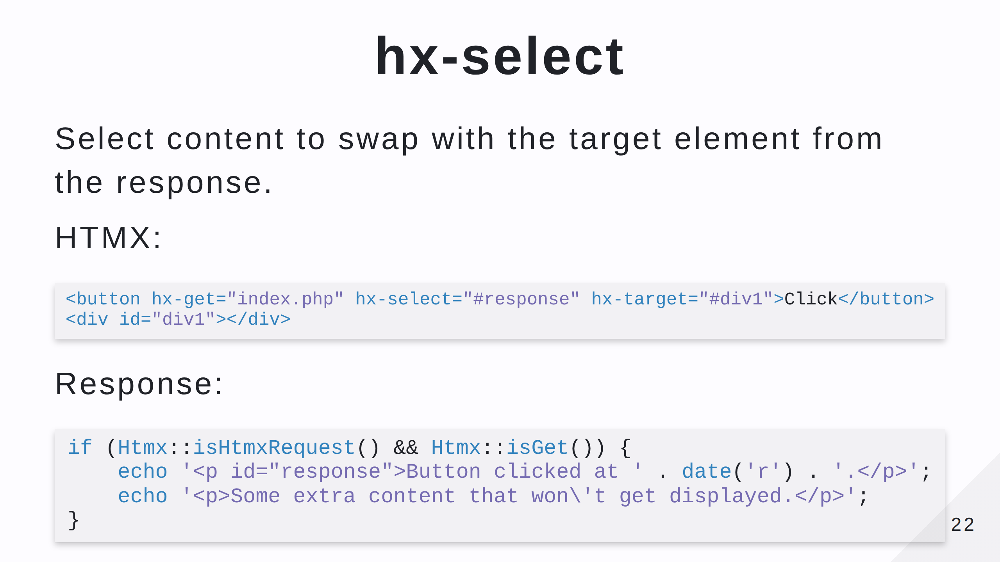 hx-select
Select content to swap with the target element from
the response.
HTMX:
<button hx-get="index.php" hx-select="#response" hx-target="#div1">Click</button>
<div id="div1"></div>
Response:
if (Htmx::isHtmxRequest() && Htmx::isGet()) {
    echo '<p id="response">Button clicked at ' . date('r') . '.</p>';
    echo '<p>Some extra content that won\'t get displayed.</p>';
}
22